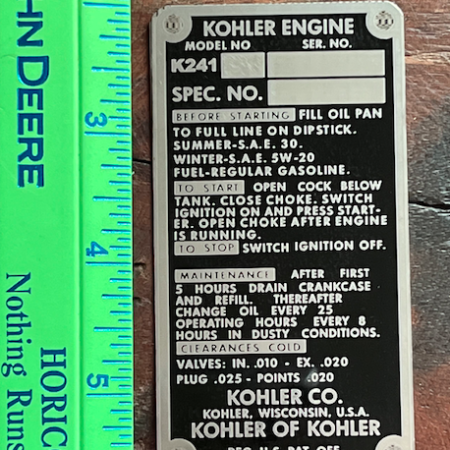 KOHLER ENGINE
MODEL NO SER. NO.
K241
SPEC. NO.
BEFORE STARTING FILL OIL PAN
TO FULL LINE ON DIPSTICK.
SUMMER-S.A.E. 30.
WINTER-S.A.E. 5W-20
FUEL-REGULAR GASOLINE.
TO START OPEN COCK BELOW
TANK. CLOSE CHOKE. SWITCH
IGNITION ON AND PRESS START-
ER. OPEN CHOKE AFTER ENGINE
IS RUNNING.
TO STOP SWITCH IGNITION OFF.
MAINTENANCE AFTER FIRST
5 HOURS DRAIN CRANKCASE
AND REFILL. THEREAFTER
CHANGE OIL EVERY 25
OPERATING HOURS EVERY 8
HOURS IN DUSTY CONDITIONS.
CLEARANCES COLD
VALVES: IN. .010 - EX. .020
PLUG .025 - POINTS .020
KOHLER CO.
KOHLER, WISCONSIN, U.S.A.
KOHLER OF KOHLER
REG. U.S. PAT. OFF.
HN DEERE
3
4
5
HORIC
Nothing Runs